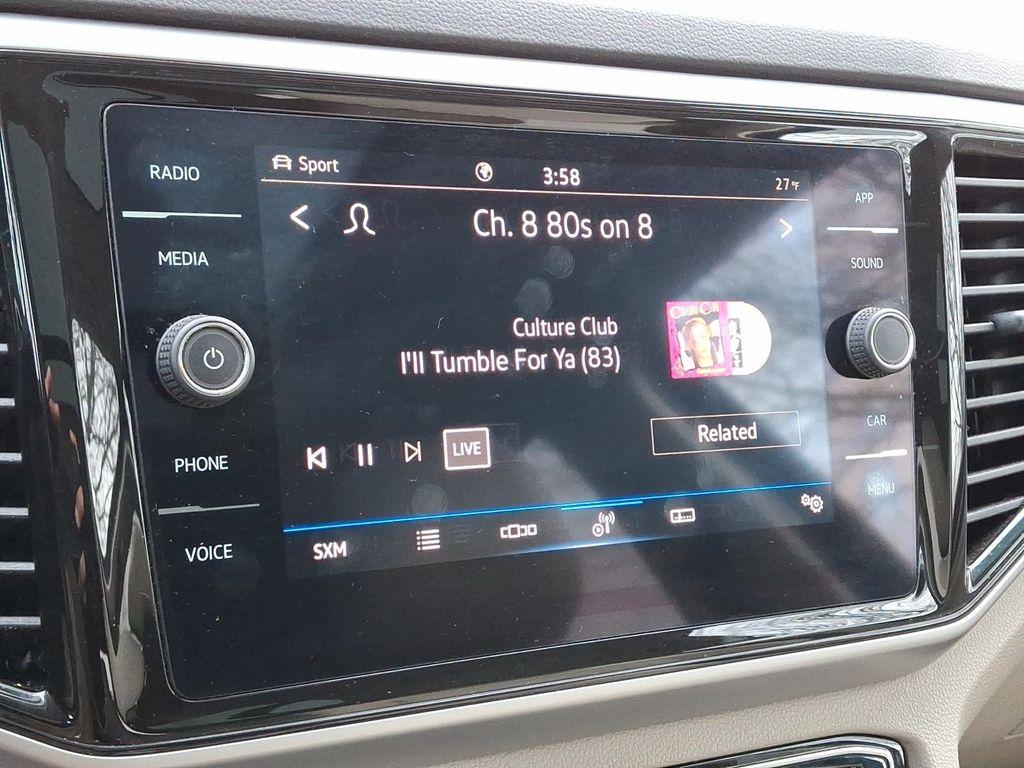 RADIO
MEDIA
PHONE
VOICE
Sport
3:58
27°F
Ch. 8 80s on 8
Culture Club
I'll Tumble For Ya (83)
LIVE
Related
SXM
APP
SOUND
CAR
MENU